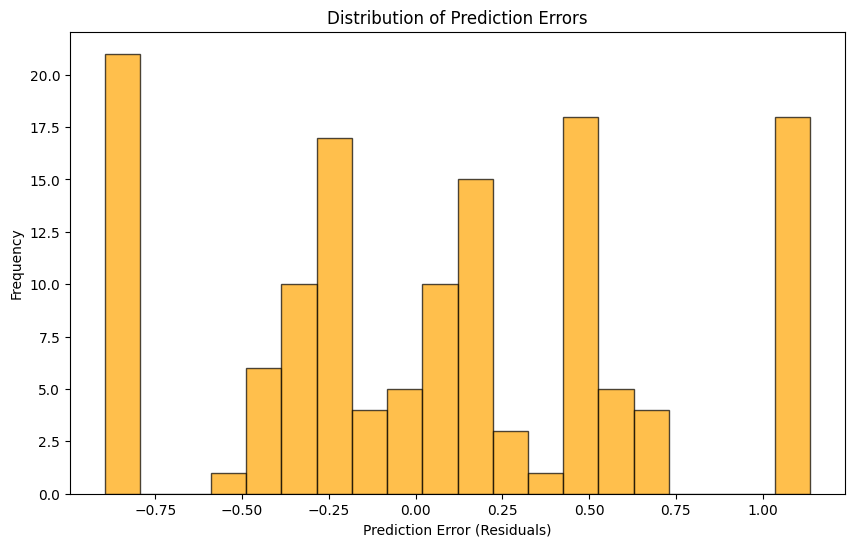 Distribution of Prediction Errors
20.0
17.5
15.0
12.5
10.0
7.5
5.0
2.5
0.0
Frequency
−0.75 −0.50 −0.25 0.00 0.25 0.50 0.75 1.00
Prediction Error (Residuals)